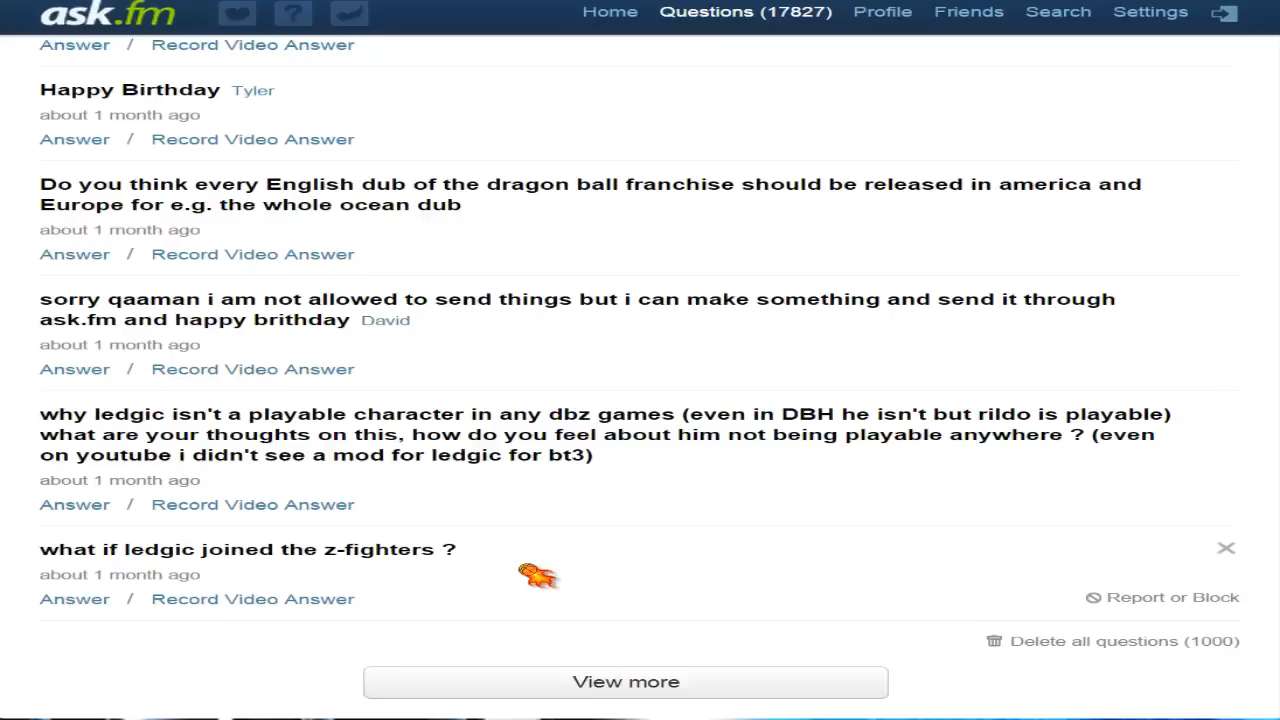 ask.fm ? Home Questions (17827) Profile Friends Search Settings
Answer / Record Video Answer
Happy Birthday Tyler
about 1 month ago
Answer / Record Video Answer
Do you think every English dub of the dragon ball franchise should be released in america and
Europe for e.g. the whole ocean dub
about 1 month ago
Answer / Record Video Answer
sorry qaaman i am not allowed to send things but i can make something and send it through
ask.fm and happy brithday David
about 1 month ago
Answer / Record Video Answer
why ledgic isn't a playable character in any dbz games (even in DBH he isn't but rildo is playable)
what are your thoughts on this, how do you feel about him not being playable anywhere ? (even
on youtube i didn't see a mod for ledgic for bt3)
about 1 month ago
Answer / Record Video Answer
what if ledgic joined the z-fighters ?
about 1 month ago
Answer / Record Video Answer Report or Block
Delete all questions (1000)
View more